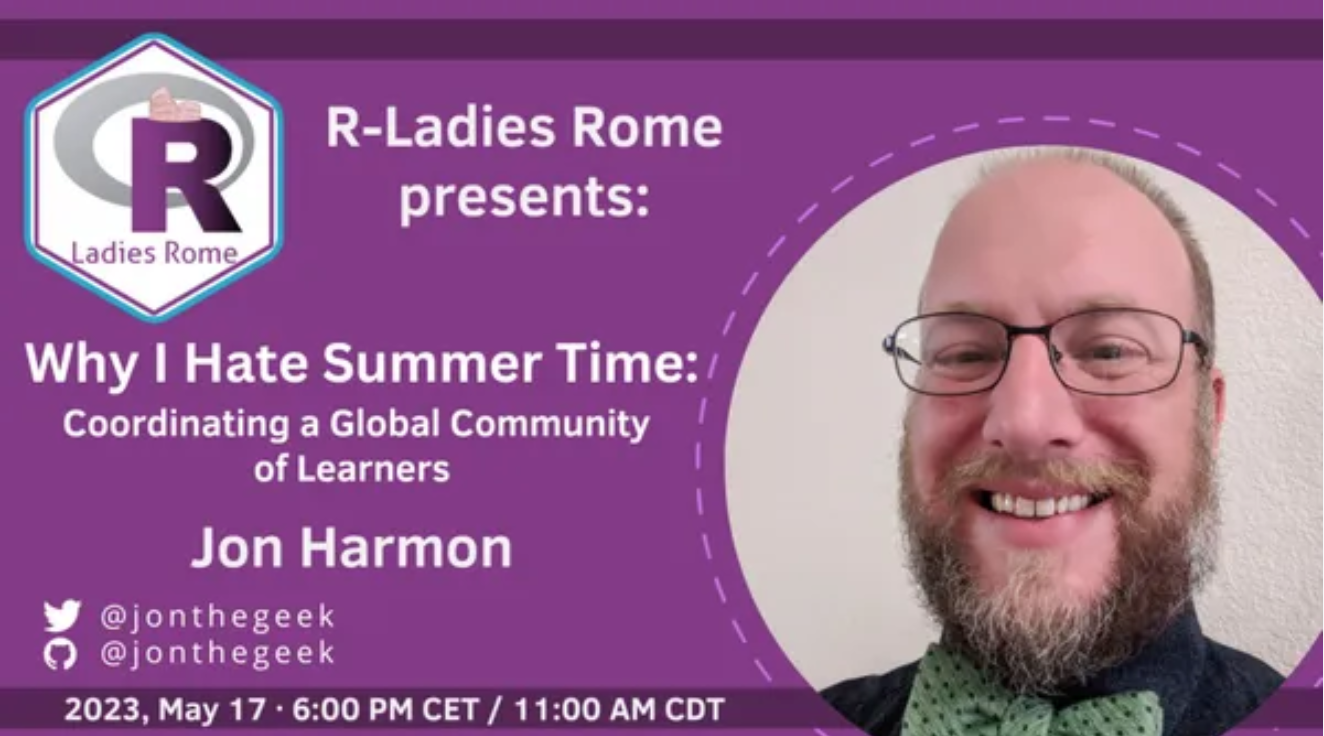 R
Ladies Rome
R-Ladies Rome
presents:
Why I Hate Summer Time:
Coordinating a Global Community
of Learners
Jon Harmon
@jonthegeek
@jonthegeek
2023, May 17 · 6:00 PM CET / 11:00 AM CDT